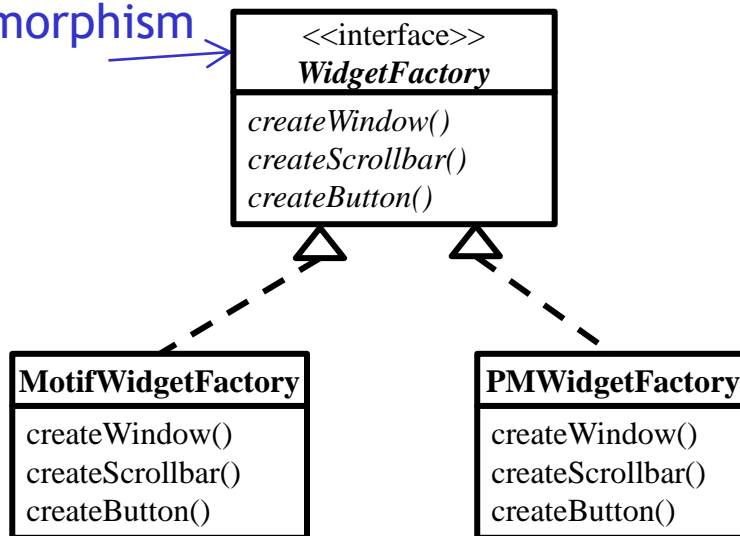 morphism
<<interface>>
WidgetFactory
createWindow()
createScrollbar()
createButton()
MotifWidgetFactory
createWindow()
createScrollbar()
createButton()
PMWidgetFactory
createWindow()
createScrollbar()
createButton()